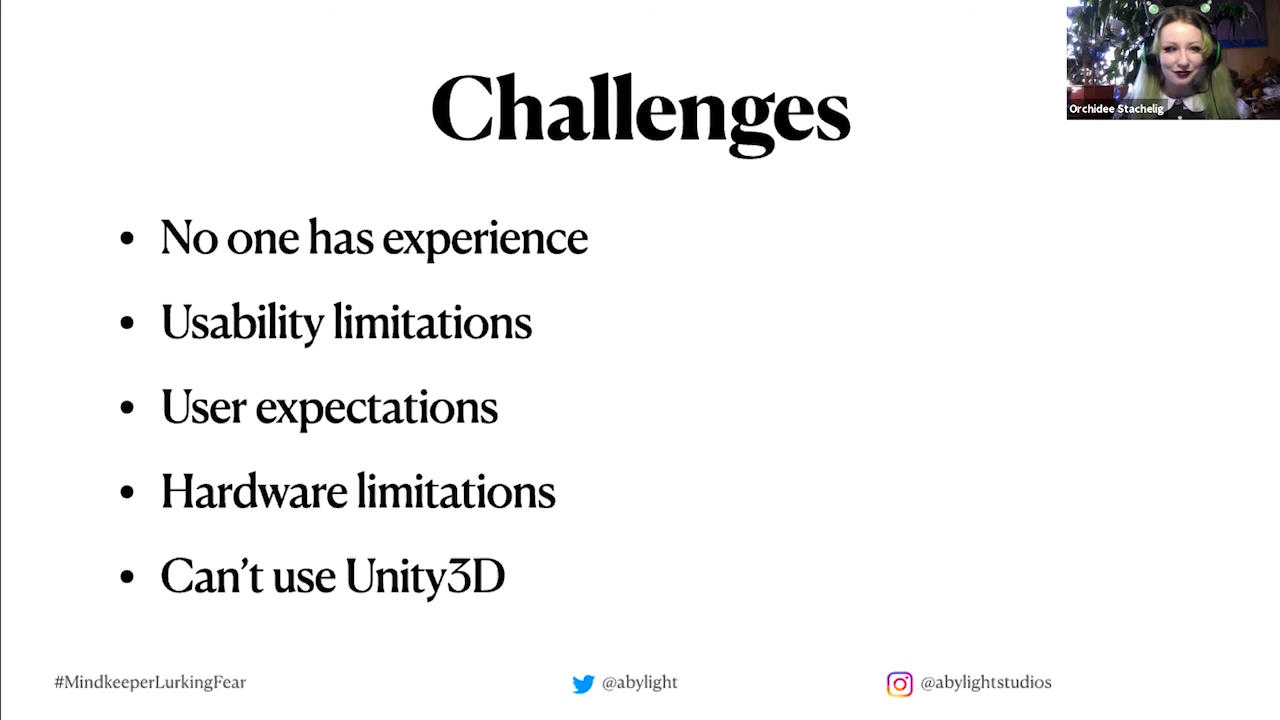 Challenges
Orchidee Stachelig
• No one has experience
• Usability limitations
• User expectations
• Hardware limitations
• Can’t use Unity3D
#MindkeeperLurkingFear
@abylight
@abylightstudios